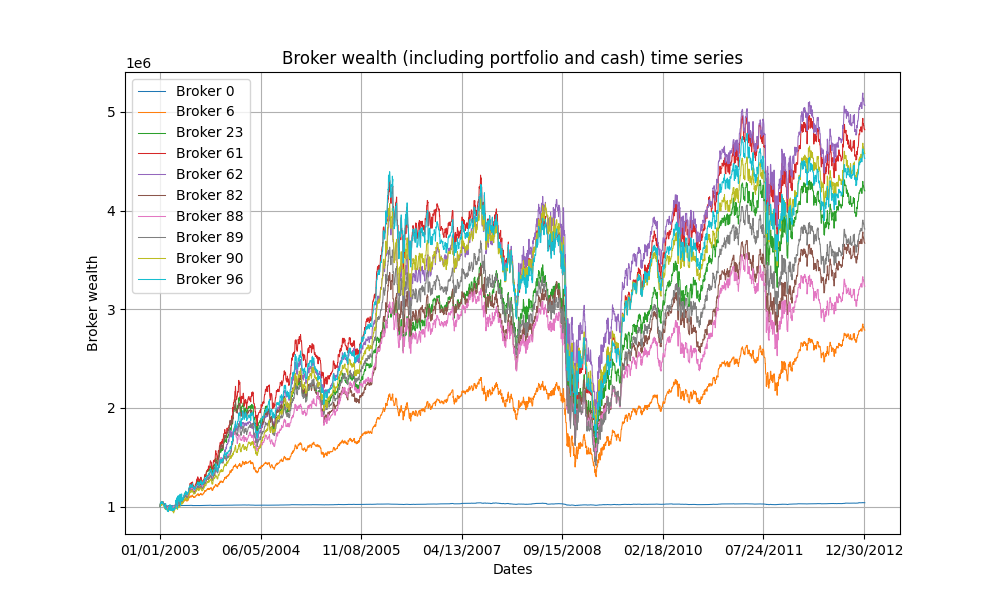 Broker wealth (including portfolio and cash) time series
1e6
Broker 0
Broker 6
Broker 23
Broker 61
Broker 62
Broker 82
Broker 88
Broker 89
Broker 90
Broker 96
5
4
3
2
1
Broker wealth
01/01/2003 06/05/2004 11/08/2005 04/13/2007 09/15/2008 02/18/2010 07/24/2011 12/30/2012
Dates